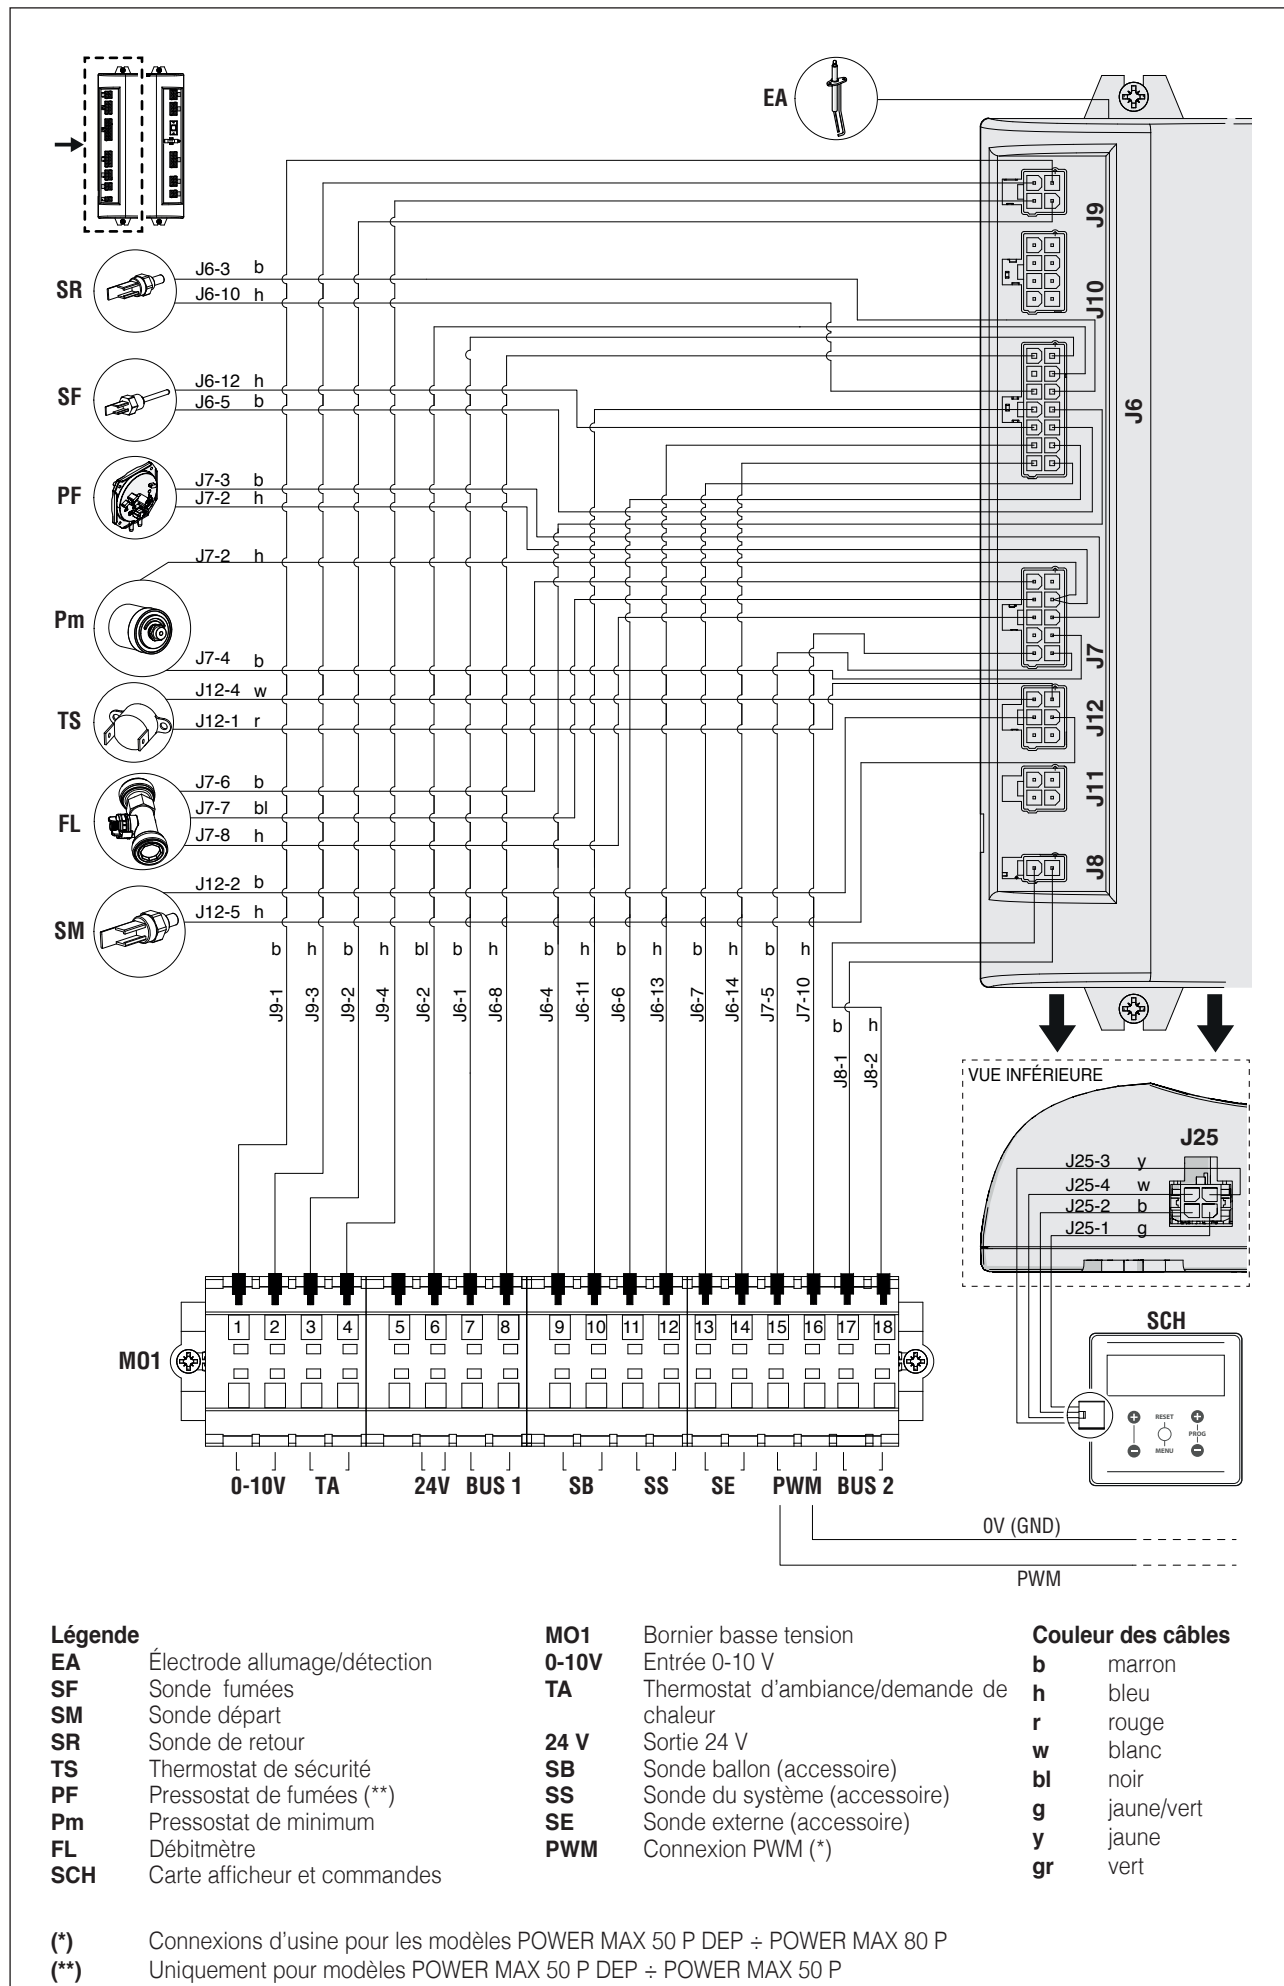 EA
J9
J10
J6
J7
J12
J11
J8
SR
J6-3 b
J6-10 h
SF
J6-12 h
J6-5 b
PF
J7-3 b
J7-2 h
Pm
J7-2 h
J7-4 b
TS
J12-4 w
J12-1 r
FL
J7-6 b
J7-7 bl
J7-8 h
SM
J12-2 b
J12-5 h
b h b h bl b h b h b h b h b h
J9-1 J9-3 J9-2 J9-4 J6-2 J6-1 J6-8 J6-4 J6-11 J6-6 J6-13 J6-7 J6-14 J7-5 J7-10
b h
J8-1 J8-2
VUE INFÉRIEURE
J25
J25-3 y
J25-4 w
J25-2 b
J25-1 g
SCH
RESET
PROG
MENU
MO1
1 2 3 4 5 6 7 8 9 10 11 12 13 14 15 16 17 18
0-10V TA 24V BUS 1 SB SS SE PWM BUS 2
0V (GND)
PWM
Légende
EA Électrode allumage/détection
SF Sonde fumées
SM Sonde départ
SR Sonde de retour
TS Thermostat de sécurité
PF Pressostat de fumées (**)
Pm Pressostat de minimum
FL Débitmètre
SCH Carte afficheur et commandes
MO1 Bornier basse tension
0-10V Entrée 0-10 V
TA Thermostat d'ambiance/demande de
chaleur
24 V Sortie 24 V
SB Sonde ballon (accessoire)
SS Sonde du système (accessoire)
SE Sonde externe (accessoire)
PWM Connexion PWM (*)
Couleur des câbles
b marron
h bleu
r rouge
w blanc
bl noir
g jaune/vert
y jaune
gr vert
(*) Connexions d'usine pour les modèles POWER MAX 50 P DEP ÷ POWER MAX 80 P
(**) Uniquement pour modèles POWER MAX 50 P DEP ÷ POWER MAX 50 P